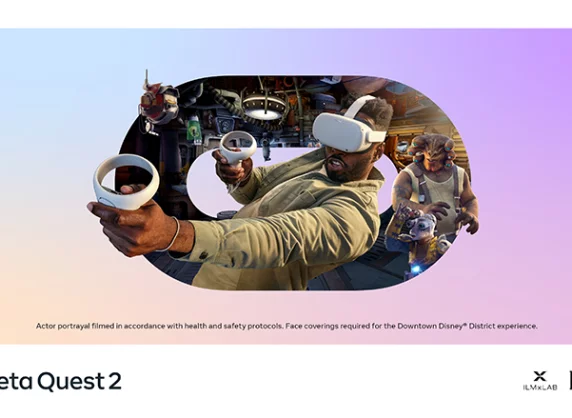 Actor portrayal filmed in accordance with health and safety protocols. Face coverings required for the Downtown Disney® District experience.
eta Quest 2
ILMxLAB